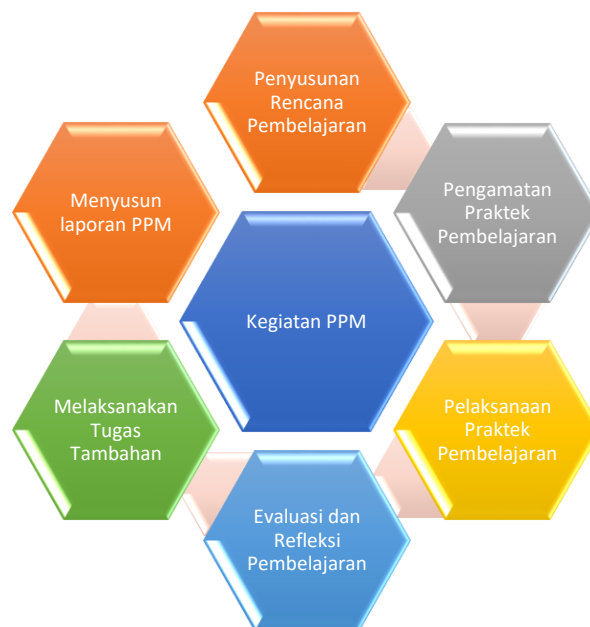 Penyusunan
Rencana
Pembelajaran
Pengamatan
Praktek
Pembelajaran
Pelaksanaan
Praktek
Pembelajaran
Evaluasi dan
Refleksi
Pembelajaran
Melaksanakan
Tugas
Tambahan
Menyusun
laporan PPM
Kegiatan PPM